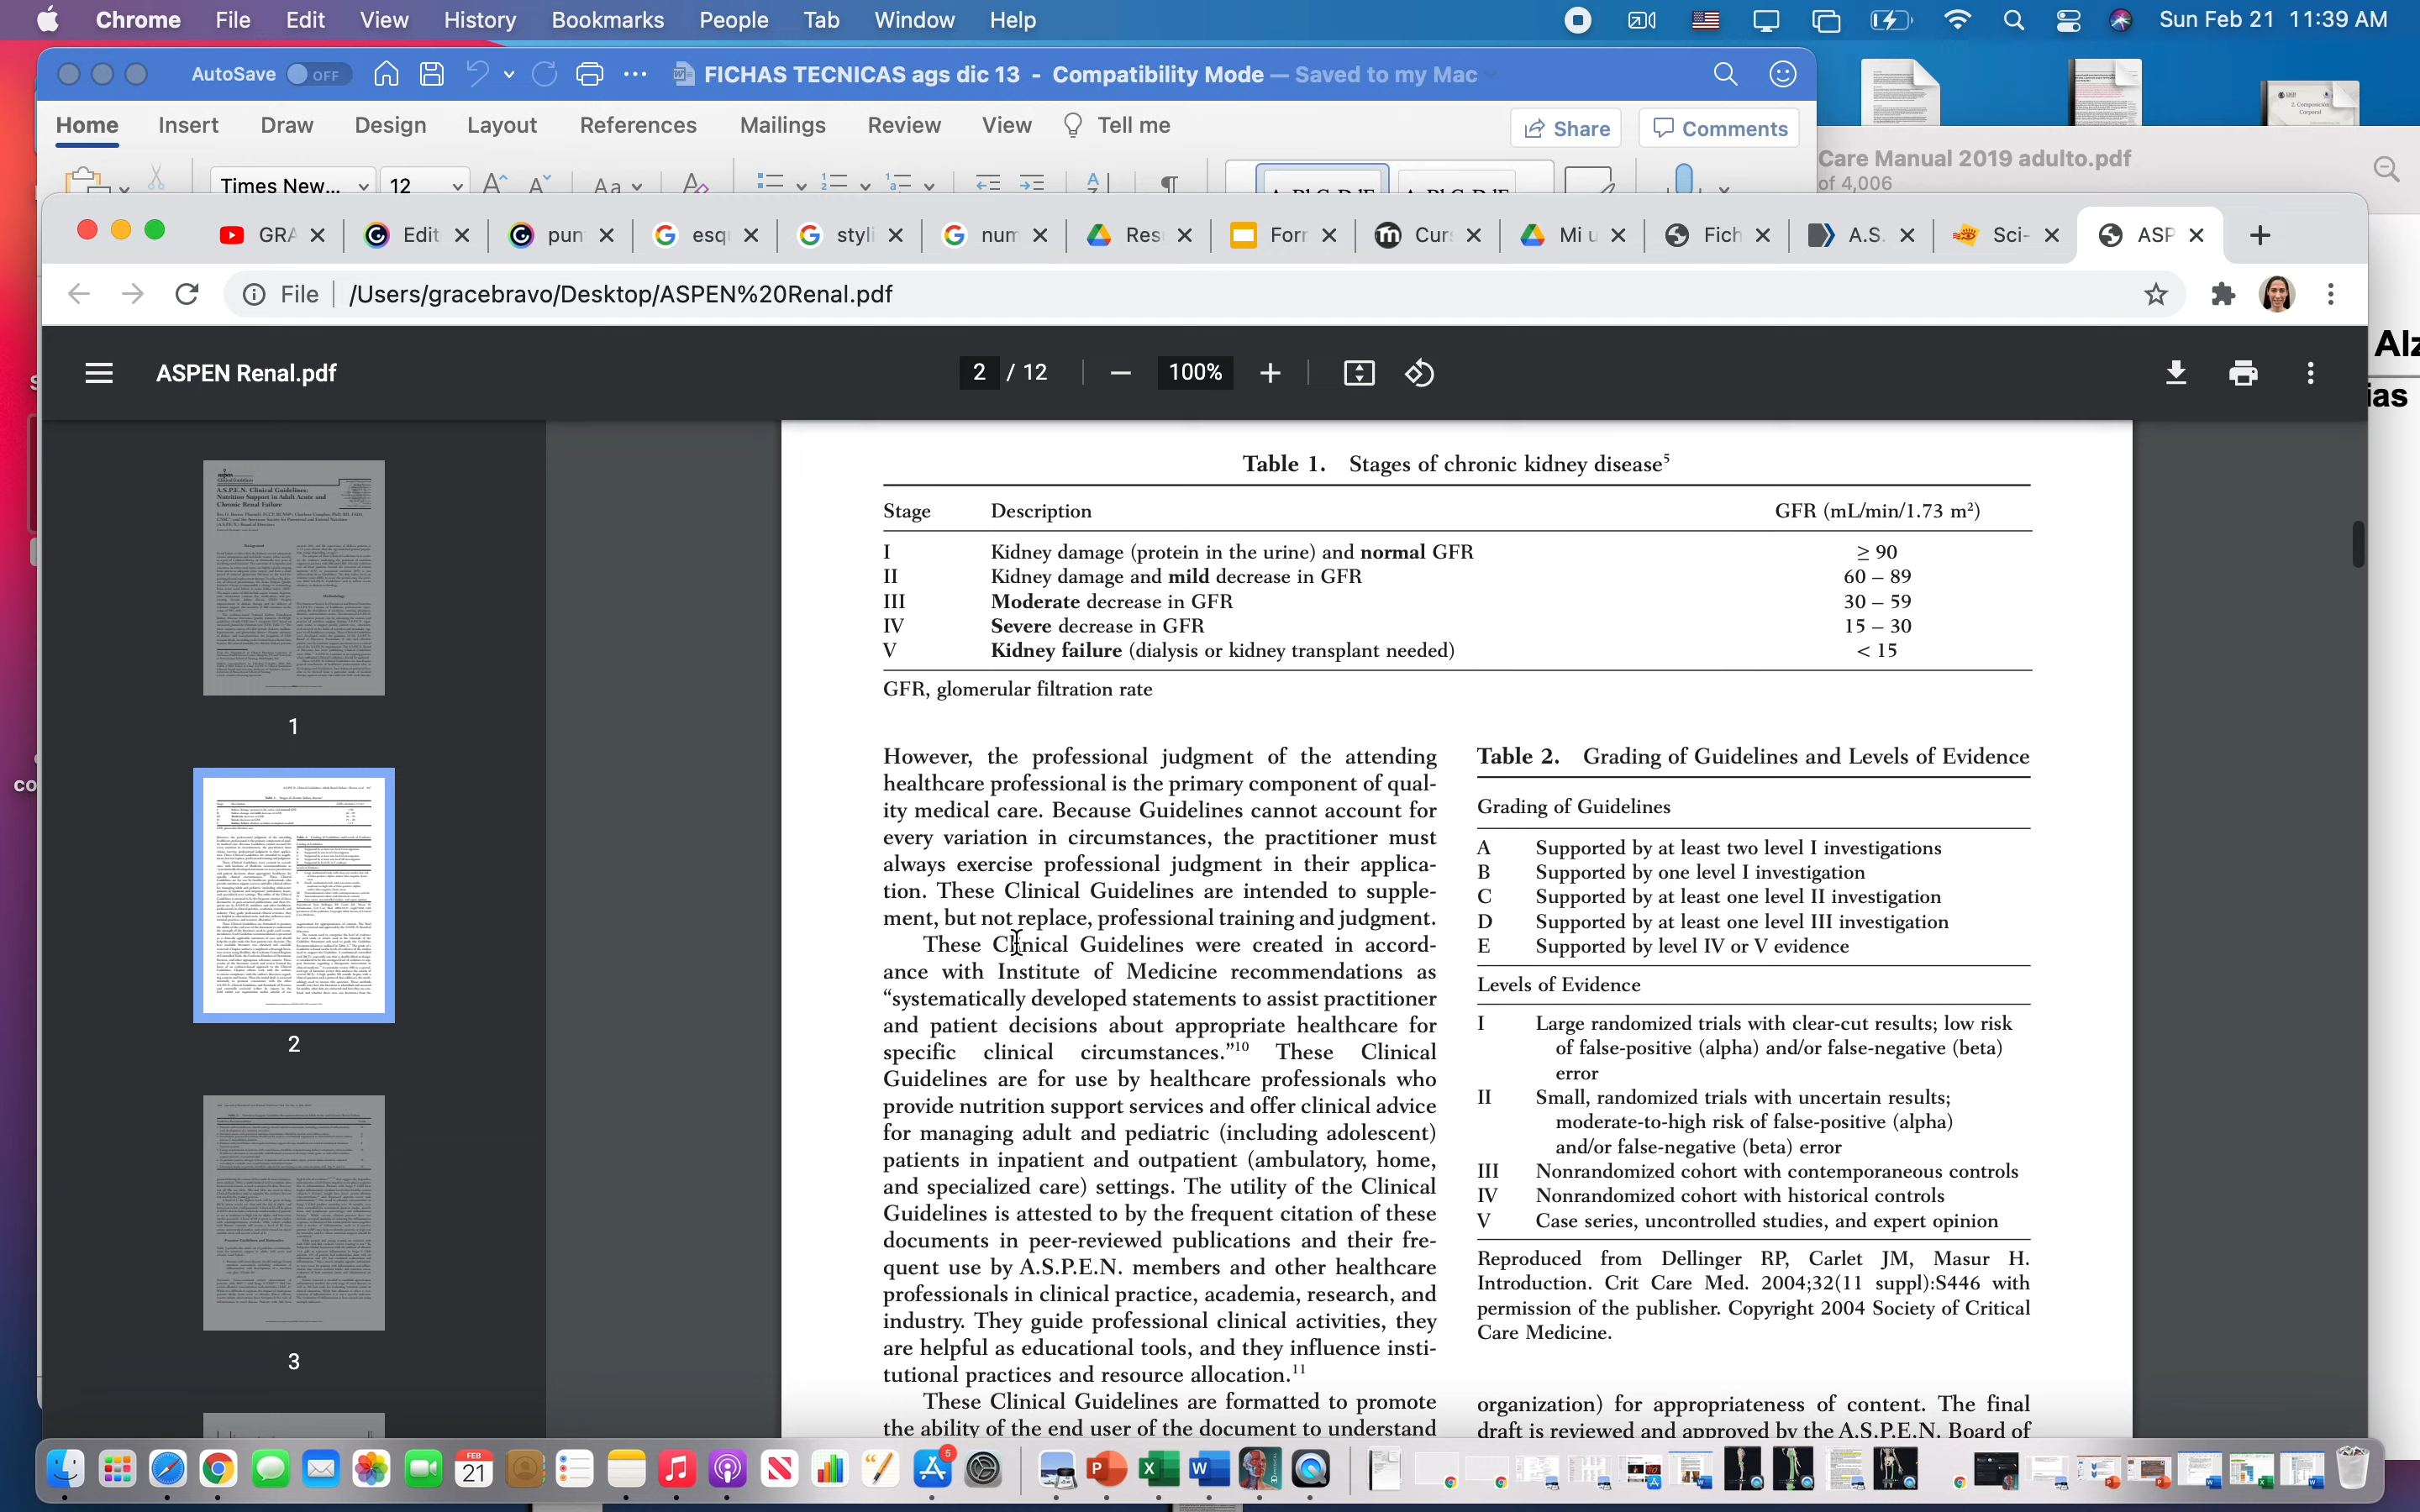 Chrome File Edit View History Bookmarks People Tab Window Help Sun Feb 21 11:39 AM
AutoSave OFF FICHAS TECNICAS ags dic 13 - Compatibility Mode — Saved to my Mac
Home Insert Draw Design Layout References Mailings Review View Tell me Share Comments
Care Manual 2019 adulto.pdf
of 4,006
Times New... 12 Aa
GRA Edit pun esqu styli num Res Forr Cur Mi u Fich A.S. Sci- ASP
File /Users/gracebravo/Desktop/ASPEN%20Renal.pdf
Alz
ias
ASPEN Renal.pdf 2 / 12 100%
1
2
3
co
Table 1. Stages of chronic kidney disease⁵
Stage Description GFR (mL/min/1.73 m²)
I Kidney damage (protein in the urine) and normal GFR ≥ 90
II Kidney damage and mild decrease in GFR 60 – 89
III Moderate decrease in GFR 30 – 59
IV Severe decrease in GFR 15 – 30
V Kidney failure (dialysis or kidney transplant needed) < 15
GFR, glomerular filtration rate
However, the professional judgment of the attending
healthcare professional is the primary component of qual-
ity medical care. Because Guidelines cannot account for
every variation in circumstances, the practitioner must
always exercise professional judgment in their applica-
tion. These Clinical Guidelines are intended to supple-
ment, but not replace, professional training and judgment.
These Clinical Guidelines were created in accord-
ance with Institute of Medicine recommendations as
“systematically developed statements to assist practitioner
and patient decisions about appropriate healthcare for
specific clinical circumstances.”¹⁰ These Clinical
Guidelines are for use by healthcare professionals who
provide nutrition support services and offer clinical advice
for managing adult and pediatric (including adolescent)
patients in inpatient and outpatient (ambulatory, home,
and specialized care) settings. The utility of the Clinical
Guidelines is attested to by the frequent citation of these
documents in peer-reviewed publications and their fre-
quent use by A.S.P.E.N. members and other healthcare
professionals in clinical practice, academia, research, and
industry. They guide professional clinical activities, they
are helpful as educational tools, and they influence insti-
tutional practices and resource allocation.¹¹
These Clinical Guidelines are formatted to promote
the ability of the end user of the document to understand
Table 2. Grading of Guidelines and Levels of Evidence
Grading of Guidelines
A Supported by at least two level I investigations
B Supported by one level I investigation
C Supported by at least one level II investigation
D Supported by at least one level III investigation
E Supported by level IV or V evidence
Levels of Evidence
I Large randomized trials with clear-cut results; low risk
of false-positive (alpha) and/or false-negative (beta)
error
II Small, randomized trials with uncertain results;
moderate-to-high risk of false-positive (alpha)
and/or false-negative (beta) error
III Nonrandomized cohort with contemporaneous controls
IV Nonrandomized cohort with historical controls
V Case series, uncontrolled studies, and expert opinion
Reproduced from Dellinger RP, Carlet JM, Masur H.
Introduction. Crit Care Med. 2004;32(11 suppl):S446 with
permission of the publisher. Copyright 2004 Society of Critical
Care Medicine.
organization) for appropriateness of content. The final
draft is reviewed and approved by the A.S.P.E.N. Board of
FEB
21
5